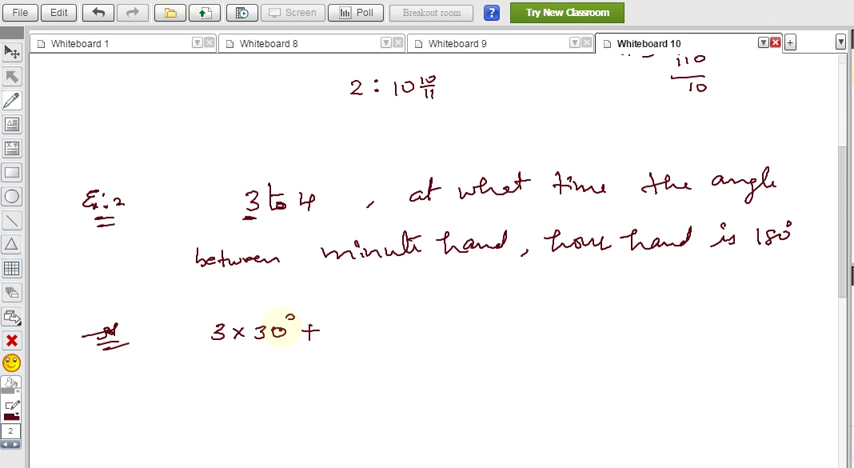 File Edit Screen Poll Breakout room ? Try New Classroom
Whiteboard 1 Whiteboard 8 Whiteboard 9 Whiteboard 10
110
10
2 : 10 10/11
Ex: 2 3 to 4 , at what time the angle
between minute hand, hour hand is 180°
3 × 30° +
2